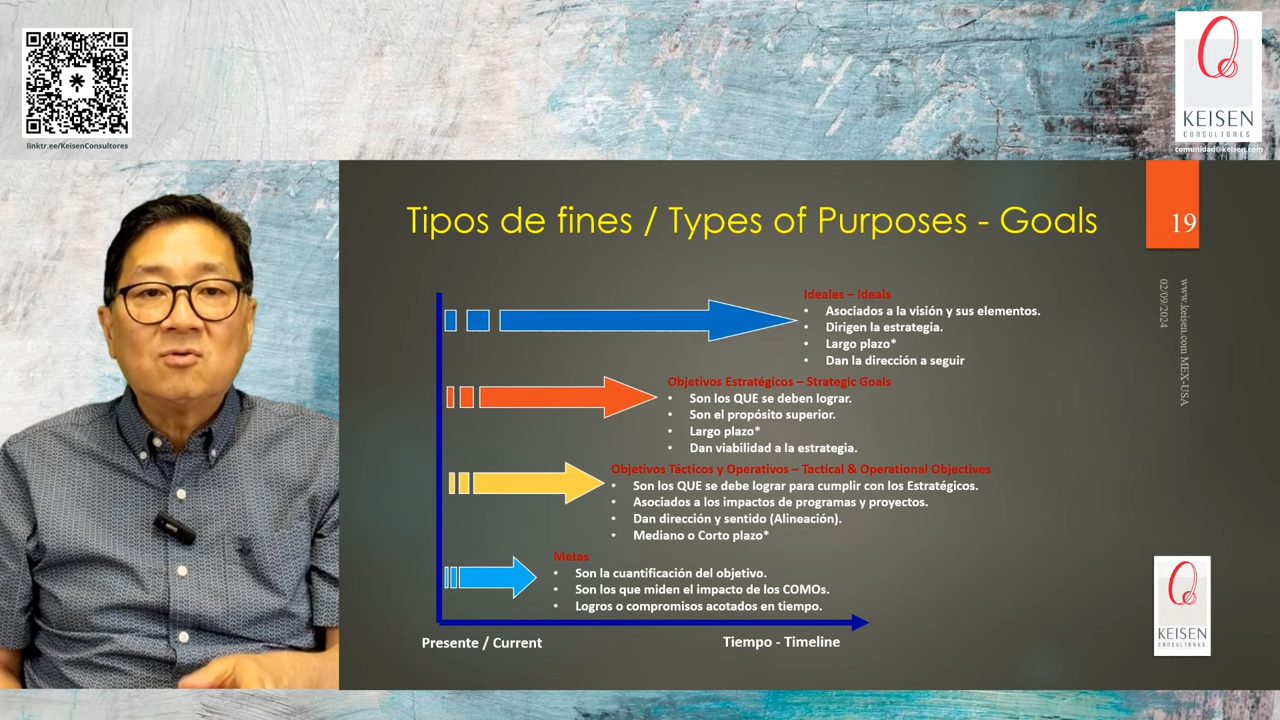 linktr.ee/KeisenConsultores
KEISEN
CONSULTORES
comunidad@keisen.com
Tipos de fines / Types of Purposes - Goals
19
www.keisen.com MEX-USA
02/09/2024
Ideales – Ideals
• Asociados a la visión y sus elementos.
• Dirigen la estrategia.
• Largo plazo*
• Dan la dirección a seguir
Objetivos Estratégicos – Strategic Goals
• Son los QUE se deben lograr.
• Son el propósito superior.
• Largo plazo*
• Dan viabilidad a la estrategia.
Objetivos Tácticos y Operativos – Tactical & Operational Objectives
• Son los QUE se debe lograr para cumplir con los Estratégicos.
• Asociados a los impactos de programas y proyectos.
• Dan dirección y sentido (Alineación).
• Mediano o Corto plazo*
Metas
• Son la cuantificación del objetivo.
• Son los que miden el impacto de los COMOs.
• Logros o compromisos acotados en tiempo.
Presente / Current
Tiempo - Timeline
KEISEN
CONSULTORES